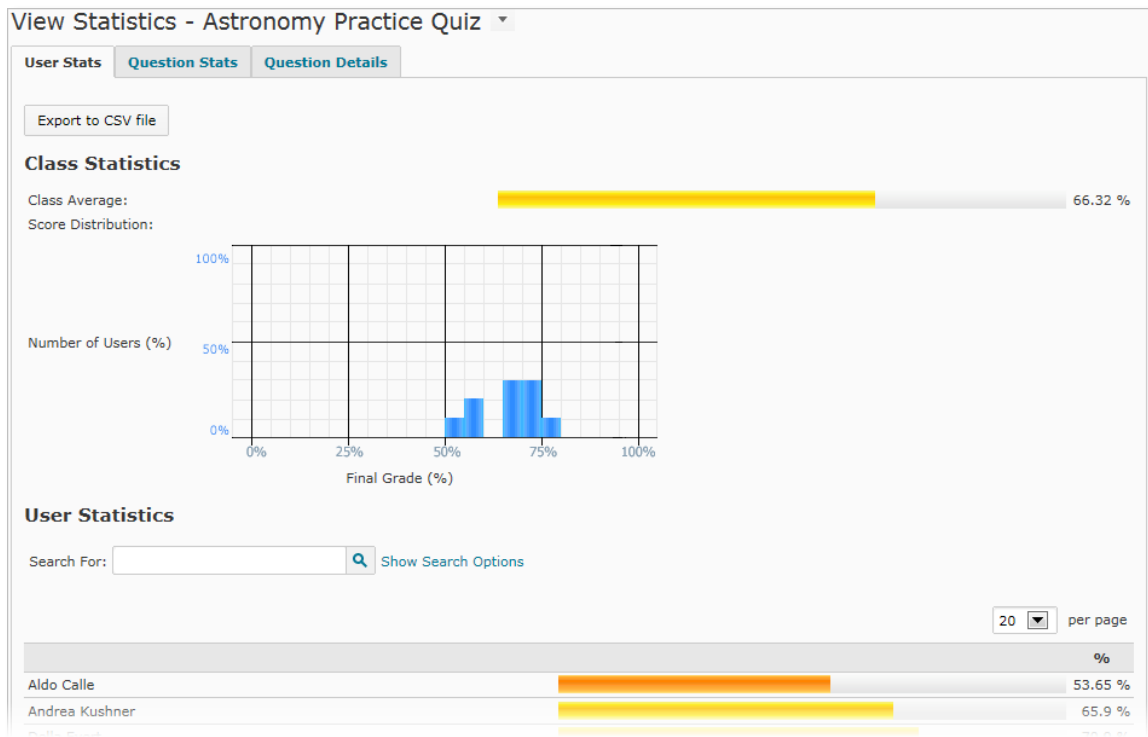 View Statistics - Astronomy Practice Quiz
User Stats Question Stats Question Details
Export to CSV file
Class Statistics
Class Average: 66.32 %
Score Distribution:
100%
Number of Users (%)
50%
0%
0% 25% 50% 75% 100%
Final Grade (%)
User Statistics
Search For: Show Search Options
20 per page
%
Aldo Calle 53.65 %
Andrea Kushner 65.9 %